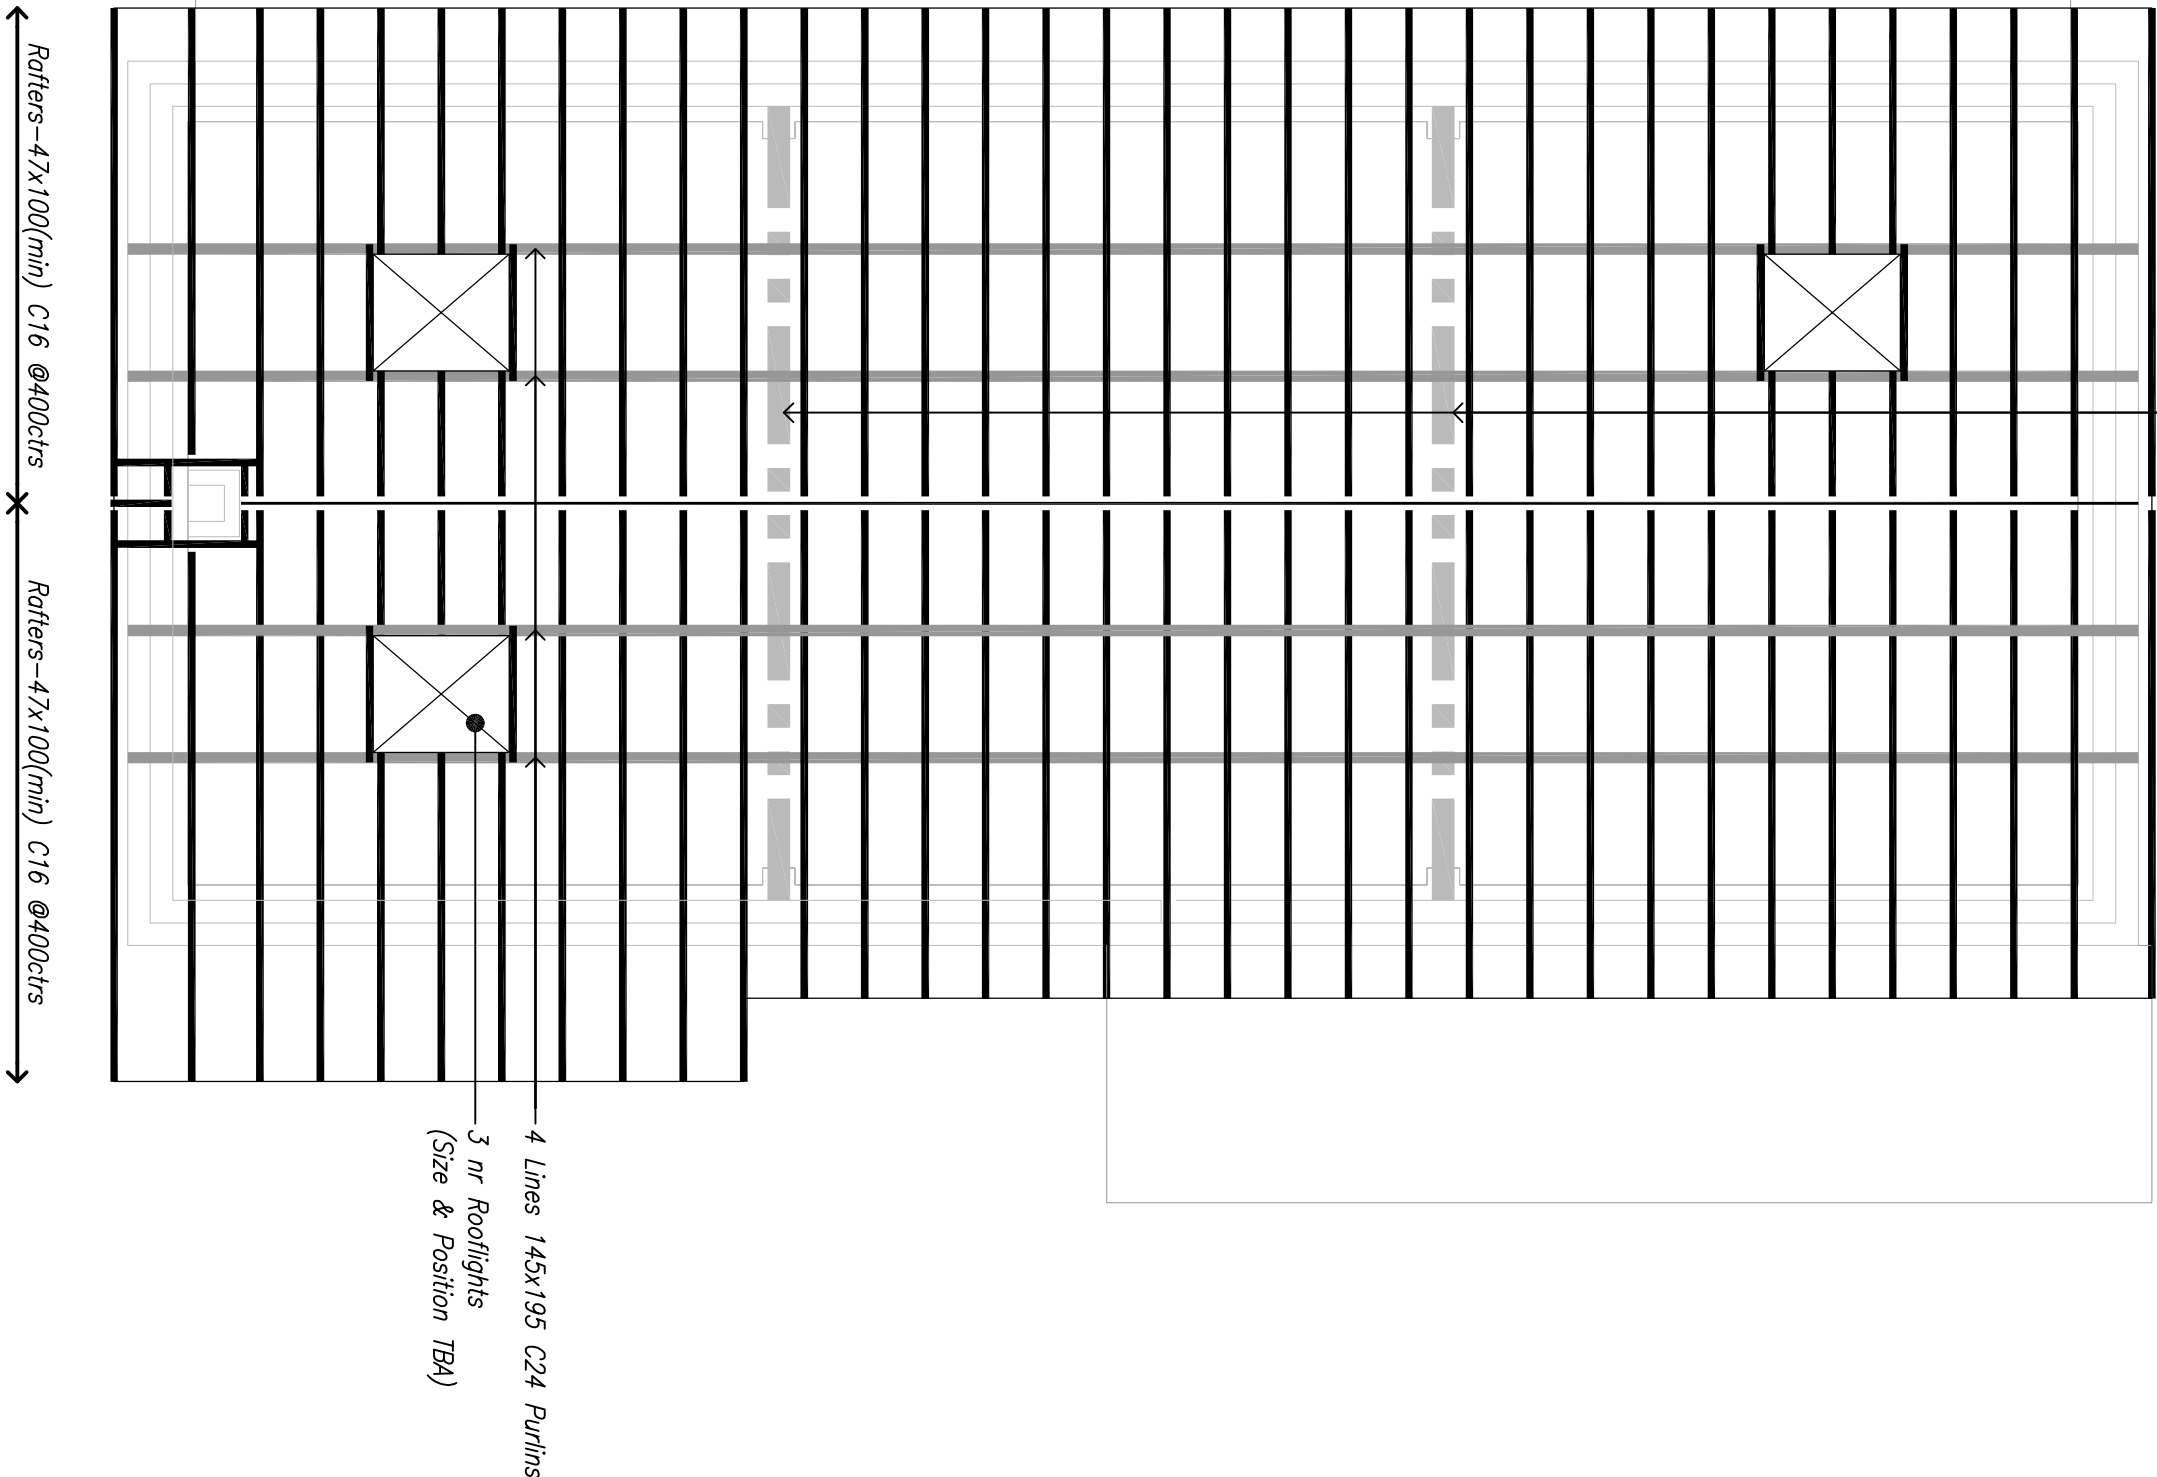 Rafters-47x100(min) C16 @400ctrs
Rafters-47x100(min) C16 @400ctrs
4 Lines 145x195 C24 Purlins
3 nr Rooflights
(Size & Position TBA)